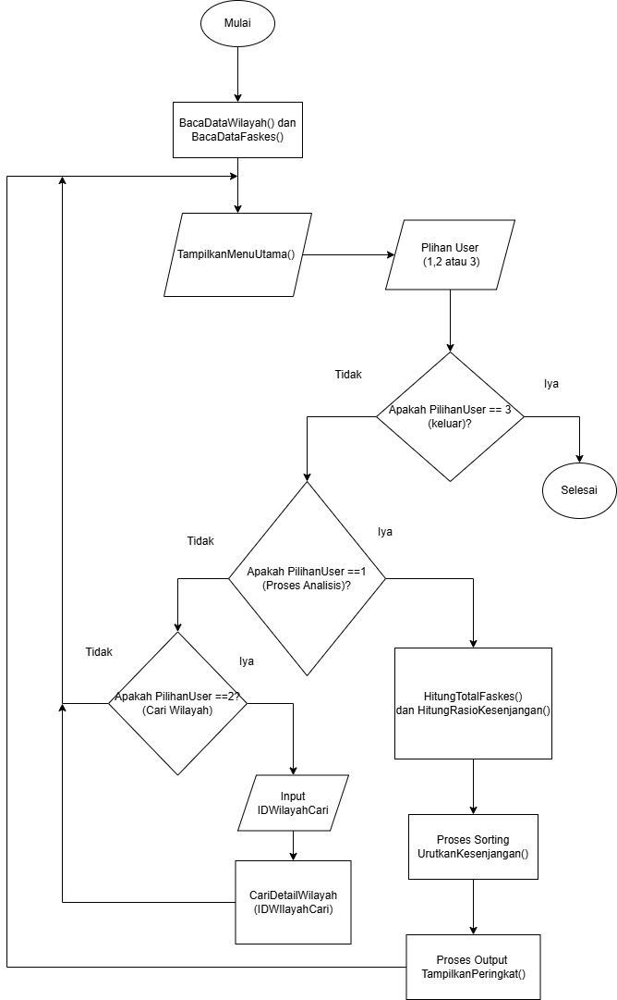 Mulai
BacaDataWilayah() dan
BacaDataFaskes()
TampilkanMenuUtama()
Plihan User
(1,2 atau 3)
Tidak
Iya
Apakah PilihanUser == 3
(keluar)?
Selesai
Tidak
Iya
Apakah PilihanUser ==1
(Proses Analisis)?
Tidak
Iya
Apakah PilihanUser ==2?
(Cari Wilayah)
HitungTotalFaskes()
dan HitungRasioKesenjangan()
Input
IDWilayahCari
Proses Sorting
UrutkanKesenjangan()
CariDetailWilayah
(IDWIlayahCari)
Proses Output
TampilkanPeringkat()